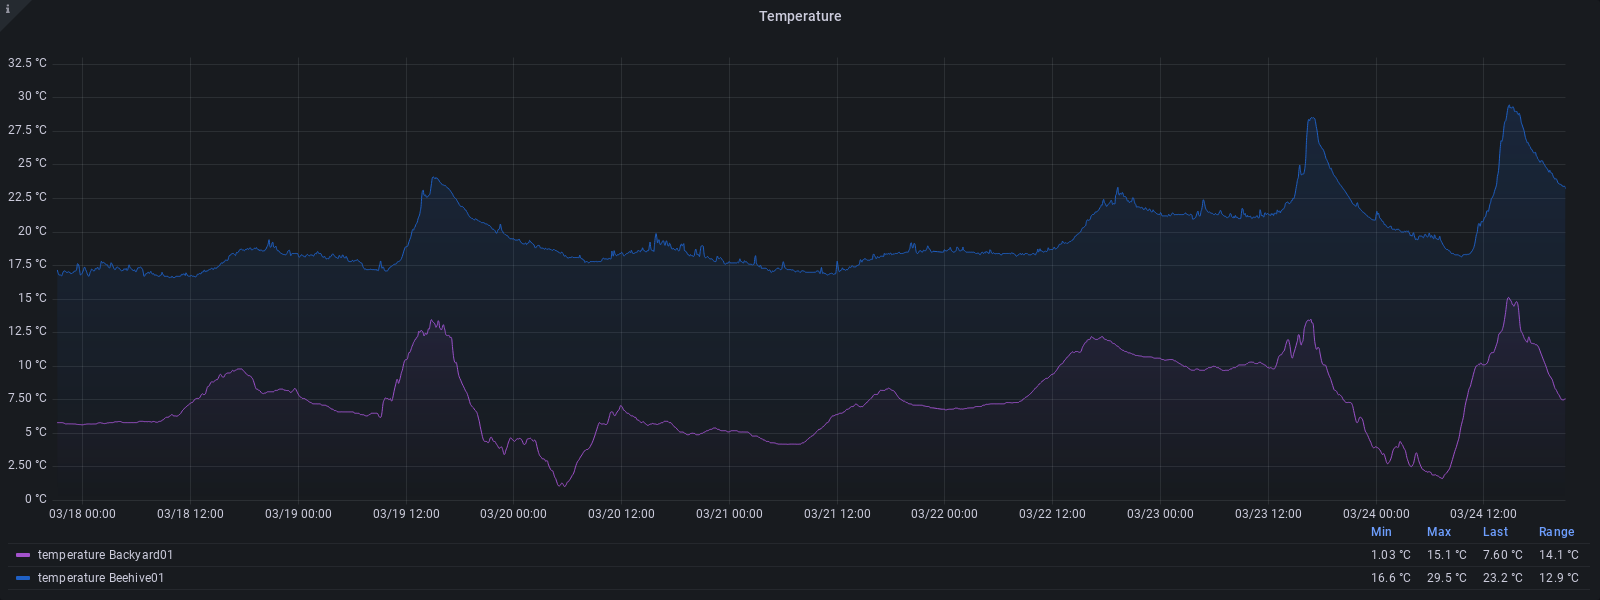 i
Temperature
32.5 °C
30 °C
27.5 °C
25 °C
22.5 °C
20 °C
17.5 °C
15 °C
12.5 °C
10 °C
7.50 °C
5 °C
2.50 °C
0 °C
03/18 00:00 03/18 12:00 03/19 00:00 03/19 12:00 03/20 00:00 03/20 12:00 03/21 00:00 03/21 12:00 03/22 00:00 03/22 12:00 03/23 00:00 03/23 12:00 03/24 00:00 03/24 12:00
Min Max Last Range
temperature Backyard01 1.03 °C 15.1 °C 7.60 °C 14.1 °C
temperature Beehive01 16.6 °C 29.5 °C 23.2 °C 12.9 °C